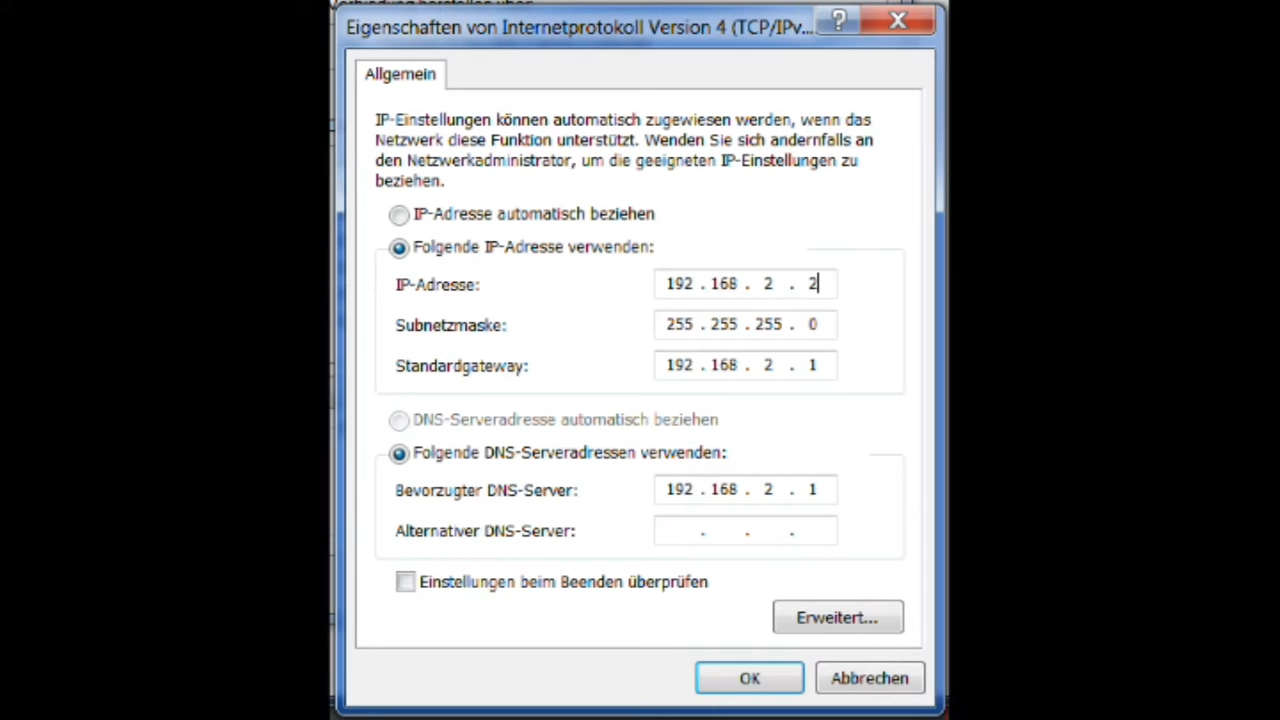 Eigenschaften von Internetprotokoll Version 4 (TCP/IPv...
Allgemein
IP-Einstellungen können automatisch zugewiesen werden, wenn das
Netzwerk diese Funktion unterstützt. Wenden Sie sich andernfalls an
den Netzwerkadministrator, um die geeigneten IP-Einstellungen zu
beziehen.
IP-Adresse automatisch beziehen
Folgende IP-Adresse verwenden:
IP-Adresse: 192 . 168 . 2 . 2
Subnetzmaske: 255 . 255 . 255 . 0
Standardgateway: 192 . 168 . 2 . 1
DNS-Serveradresse automatisch beziehen
Folgende DNS-Serveradressen verwenden:
Bevorzugter DNS-Server: 192 . 168 . 2 . 1
Alternativer DNS-Server: . . .
Einstellungen beim Beenden überprüfen
Erweitert...
OK Abbrechen